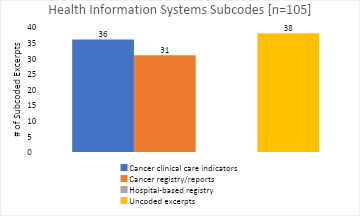 Health Information Systems Subcodes [n=105]
# of Subcoded Excerpts
40
35
30
25
20
15
10
5
0
36
31
38
Cancer clinical care indicators
Cancer registry/reports
Hospital-based registry
Uncoded excerpts